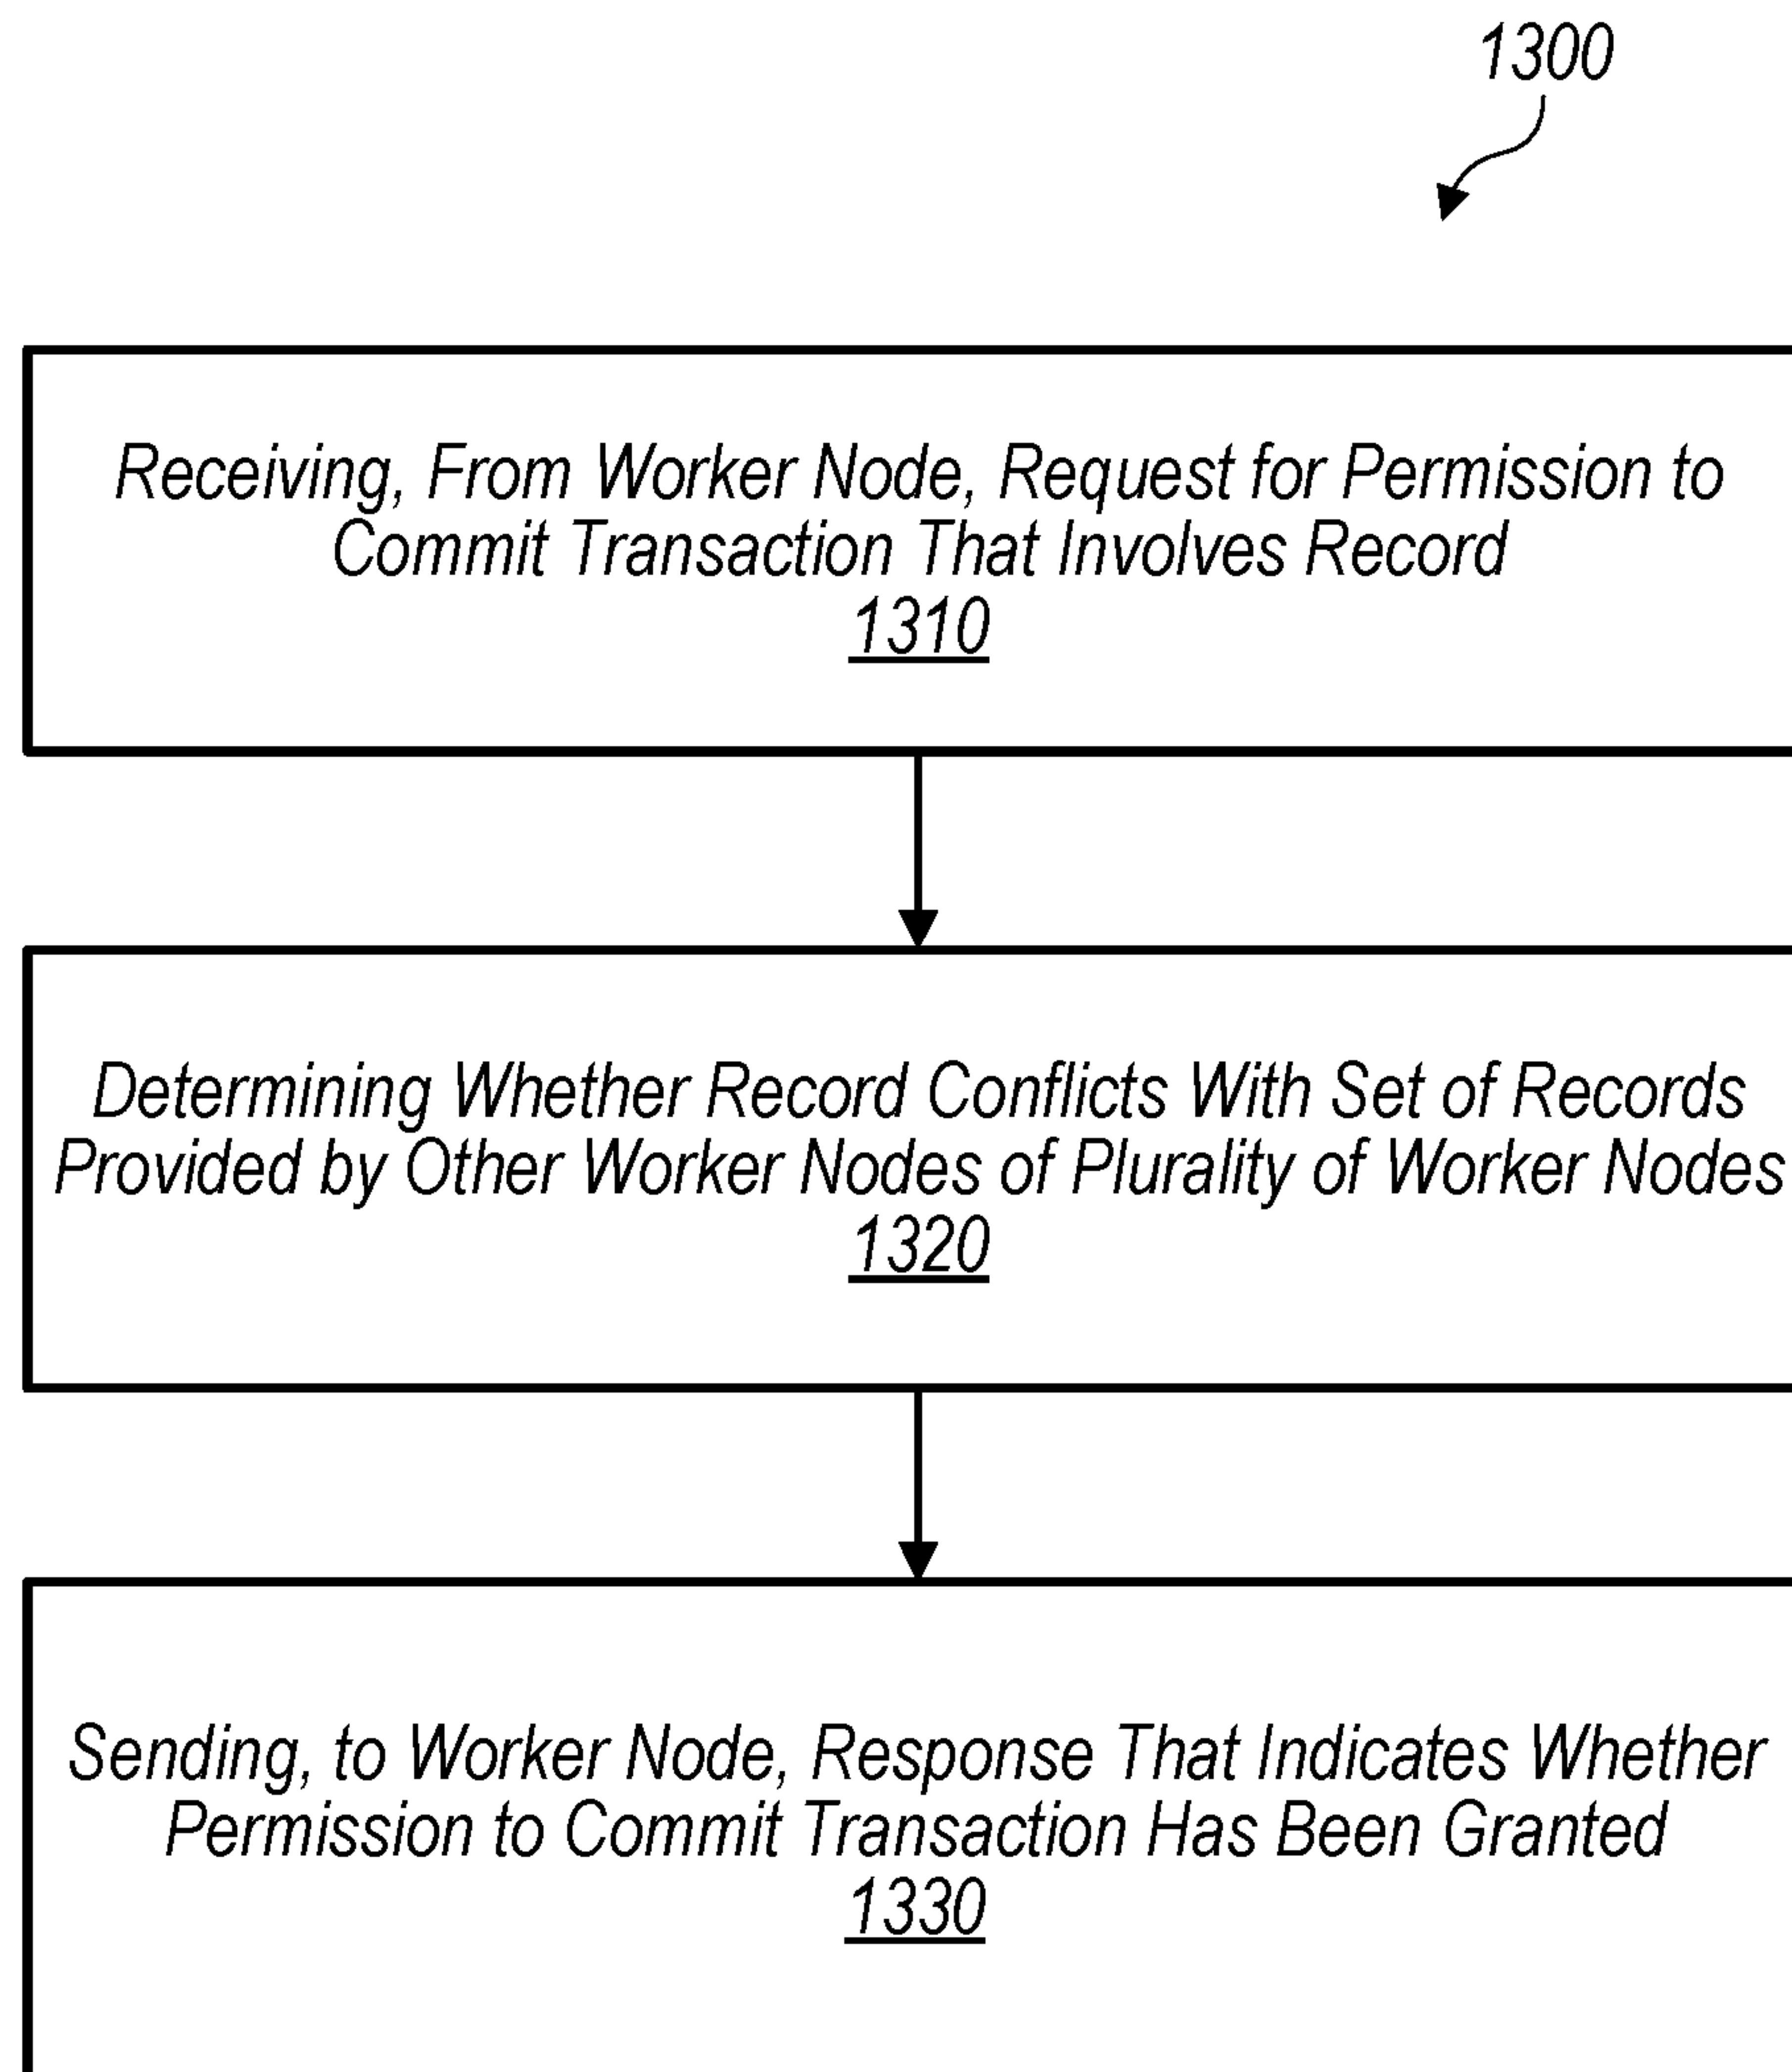 1300
Receiving, From Worker Node, Request for Permission to
Commit Transaction That Involves Record
1310
Determining Whether Record Conflicts With Set of Records
Provided by Other Worker Nodes of Plurality of Worker Nodes
1320
Sending, to Worker Node, Response That Indicates Whether
Permission to Commit Transaction Has Been Granted
1330